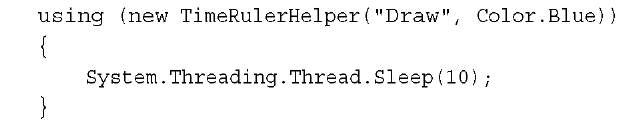 using (new TimeRulerHelper("Draw", Color.Blue))
{
    System.Threading.Thread.Sleep(10);
}